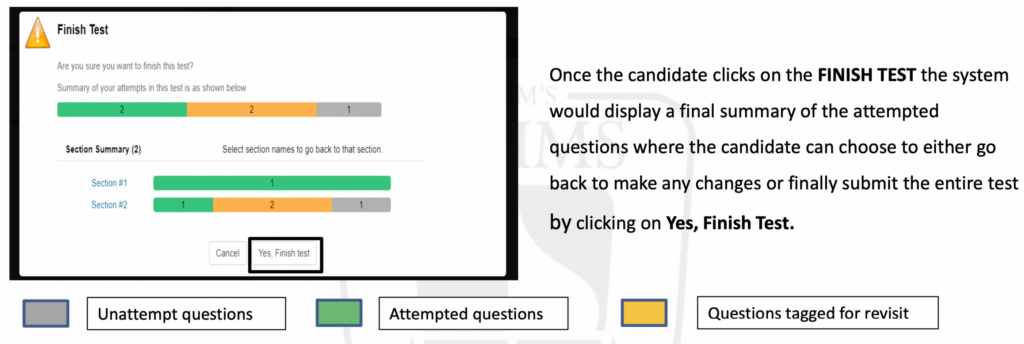 Finish Test
Are you sure you want to finish this test?
Summary of your attempts in this test is as shown below
2 2 1
Section Summary (2) Select section names to go back to that section.
Section #1 1
Section #2 1 2 1
Cancel Yes, Finish test
Once the candidate clicks on the FINISH TEST the system
would display a final summary of the attempted
questions where the candidate can choose to either go
back to make any changes or finally submit the entire test
by clicking on Yes, Finish Test.
Unattempt questions Attempted questions Questions tagged for revisit